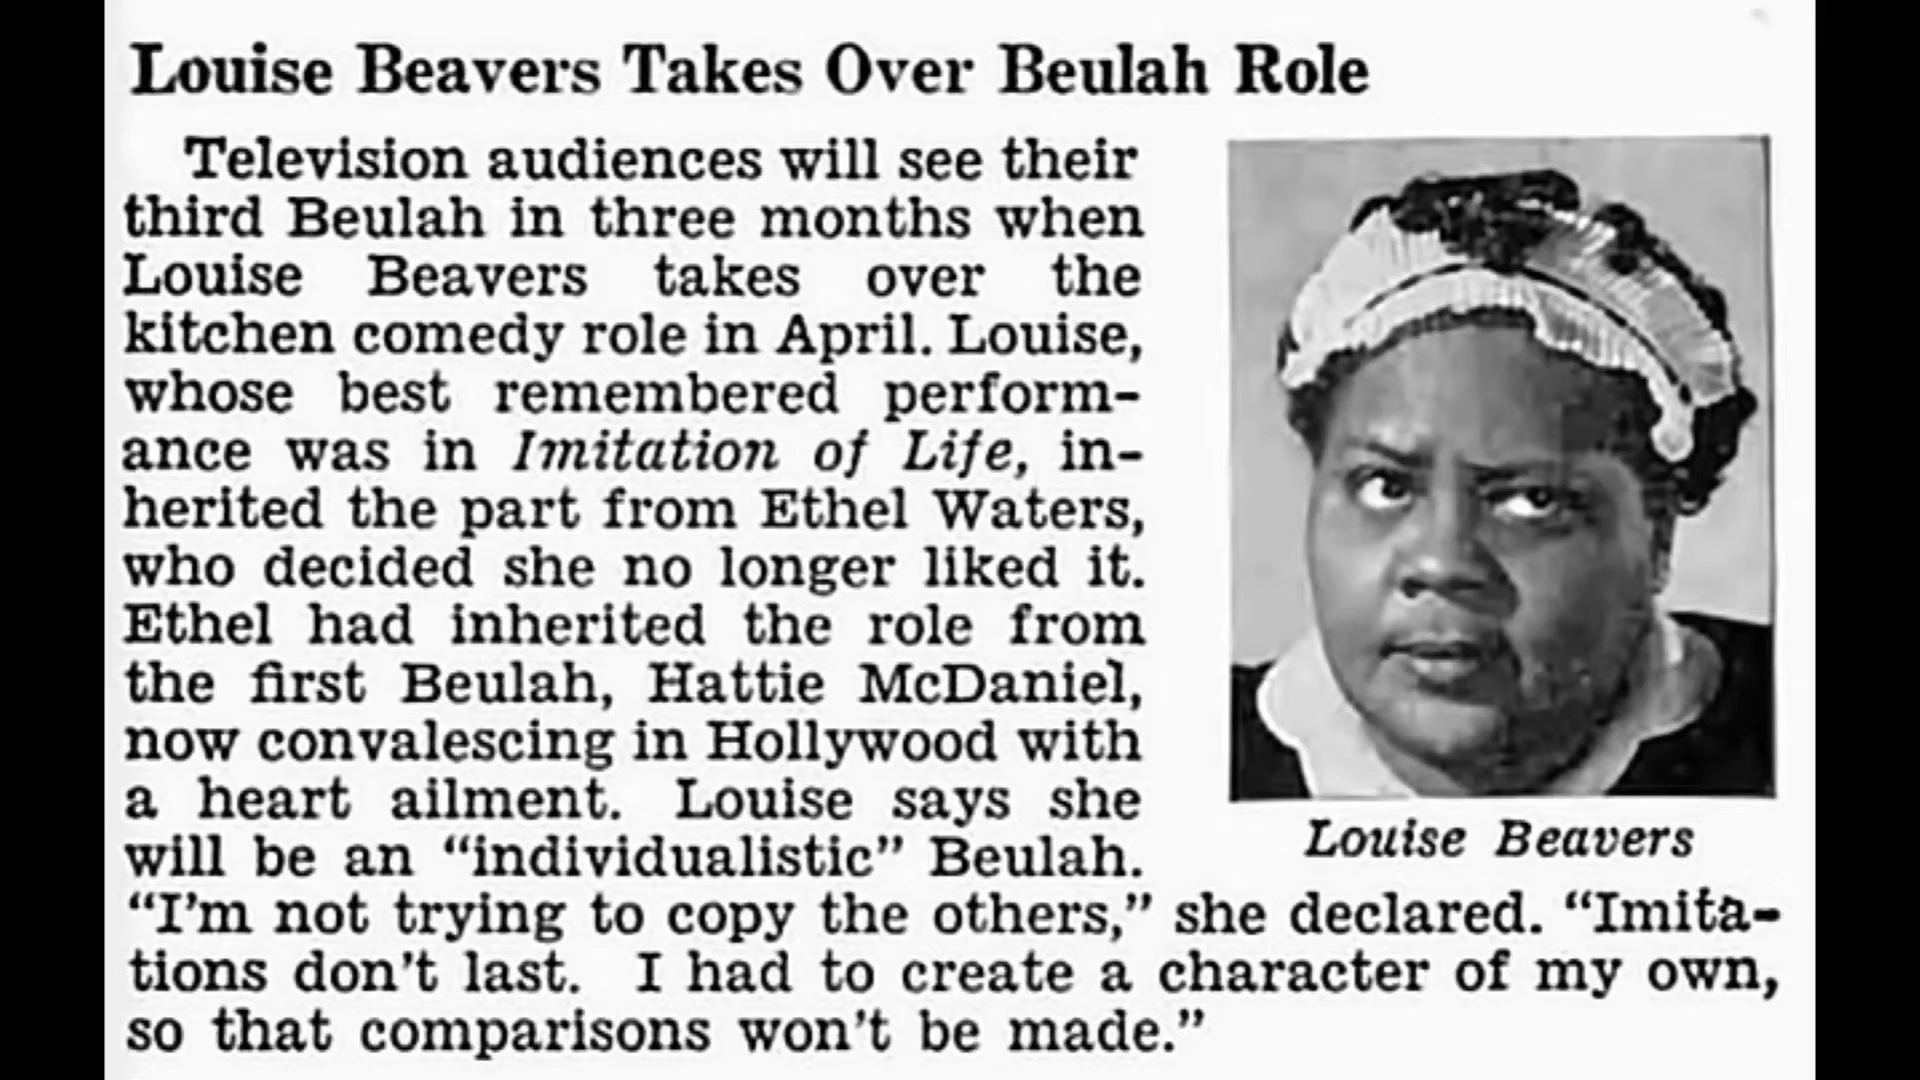 Louise Beavers Takes Over Beulah Role
Television audiences will see their
third Beulah in three months when
Louise Beavers takes over the
kitchen comedy role in April. Louise,
whose best remembered perform-
ance was in Imitation of Life, in-
herited the part from Ethel Waters,
who decided she no longer liked it.
Ethel had inherited the role from
the first Beulah, Hattie McDaniel,
now convalescing in Hollywood with
a heart ailment. Louise says she
will be an “individualistic” Beulah.
“I'm not trying to copy the others,” she declared. “Imita-
tions don't last. I had to create a character of my own,
so that comparisons won't be made.”
Louise Beavers